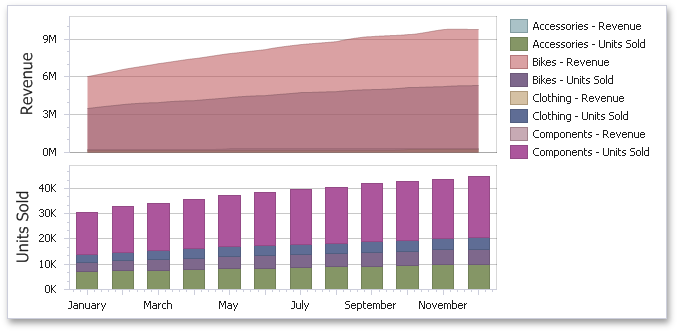 Revenue
9M
6M
3M
0M
Units Sold
40K
30K
20K
10K
0K
January
March
May
July
September
November
Accessories - Revenue
Accessories - Units Sold
Bikes - Revenue
Bikes - Units Sold
Clothing - Revenue
Clothing - Units Sold
Components - Revenue
Components - Units Sold